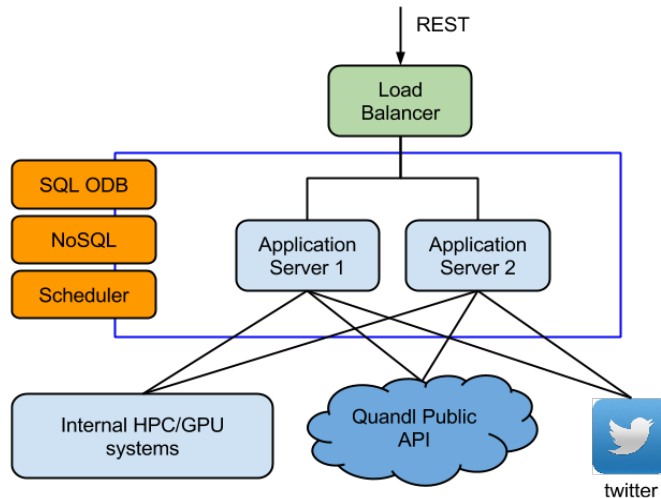 REST
Load
Balancer
SQL ODB
NoSQL
Scheduler
Application
Server 1
Application
Server 2
Internal HPC/GPU
systems
Quandl Public
API
twitter